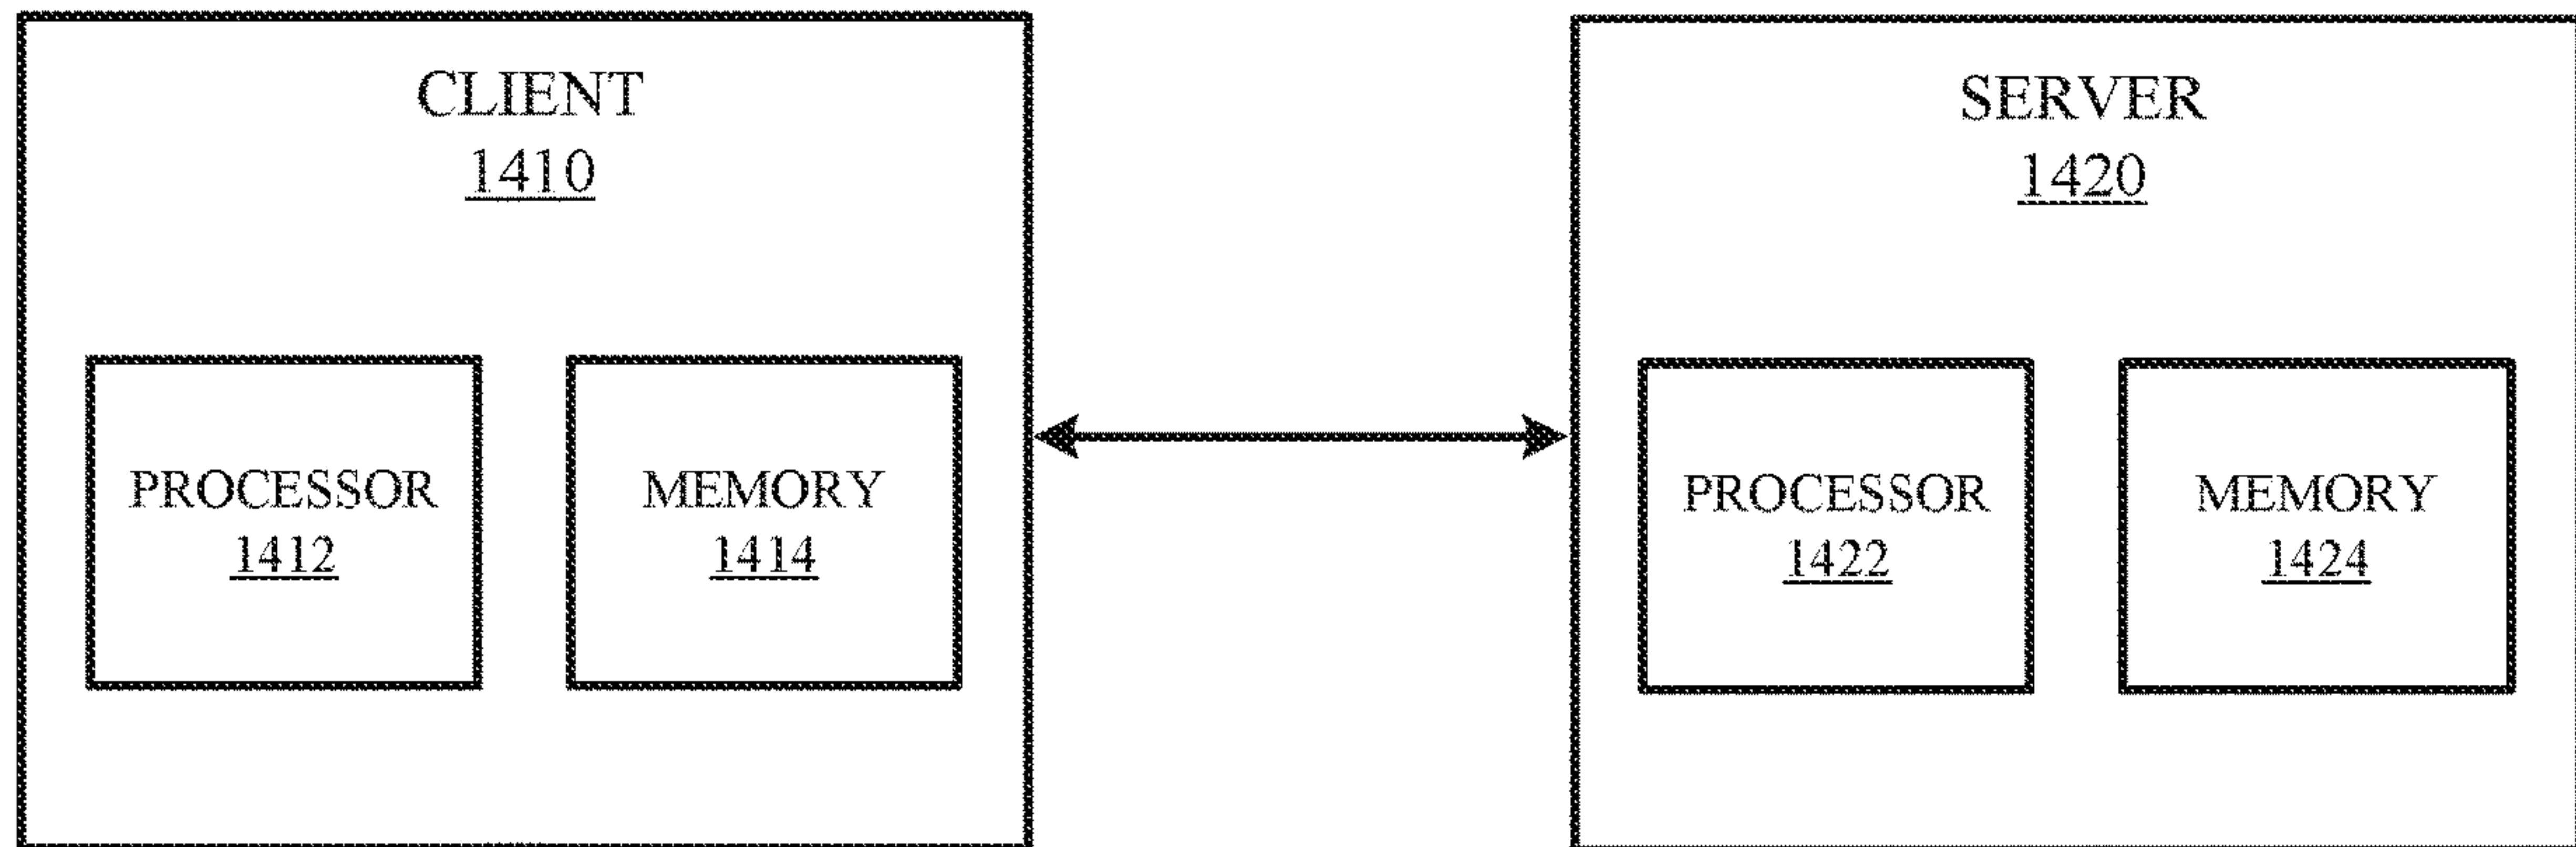 CLIENT
1410
PROCESSOR
1412
MEMORY
1414
SERVER
1420
PROCESSOR
1422
MEMORY
1424